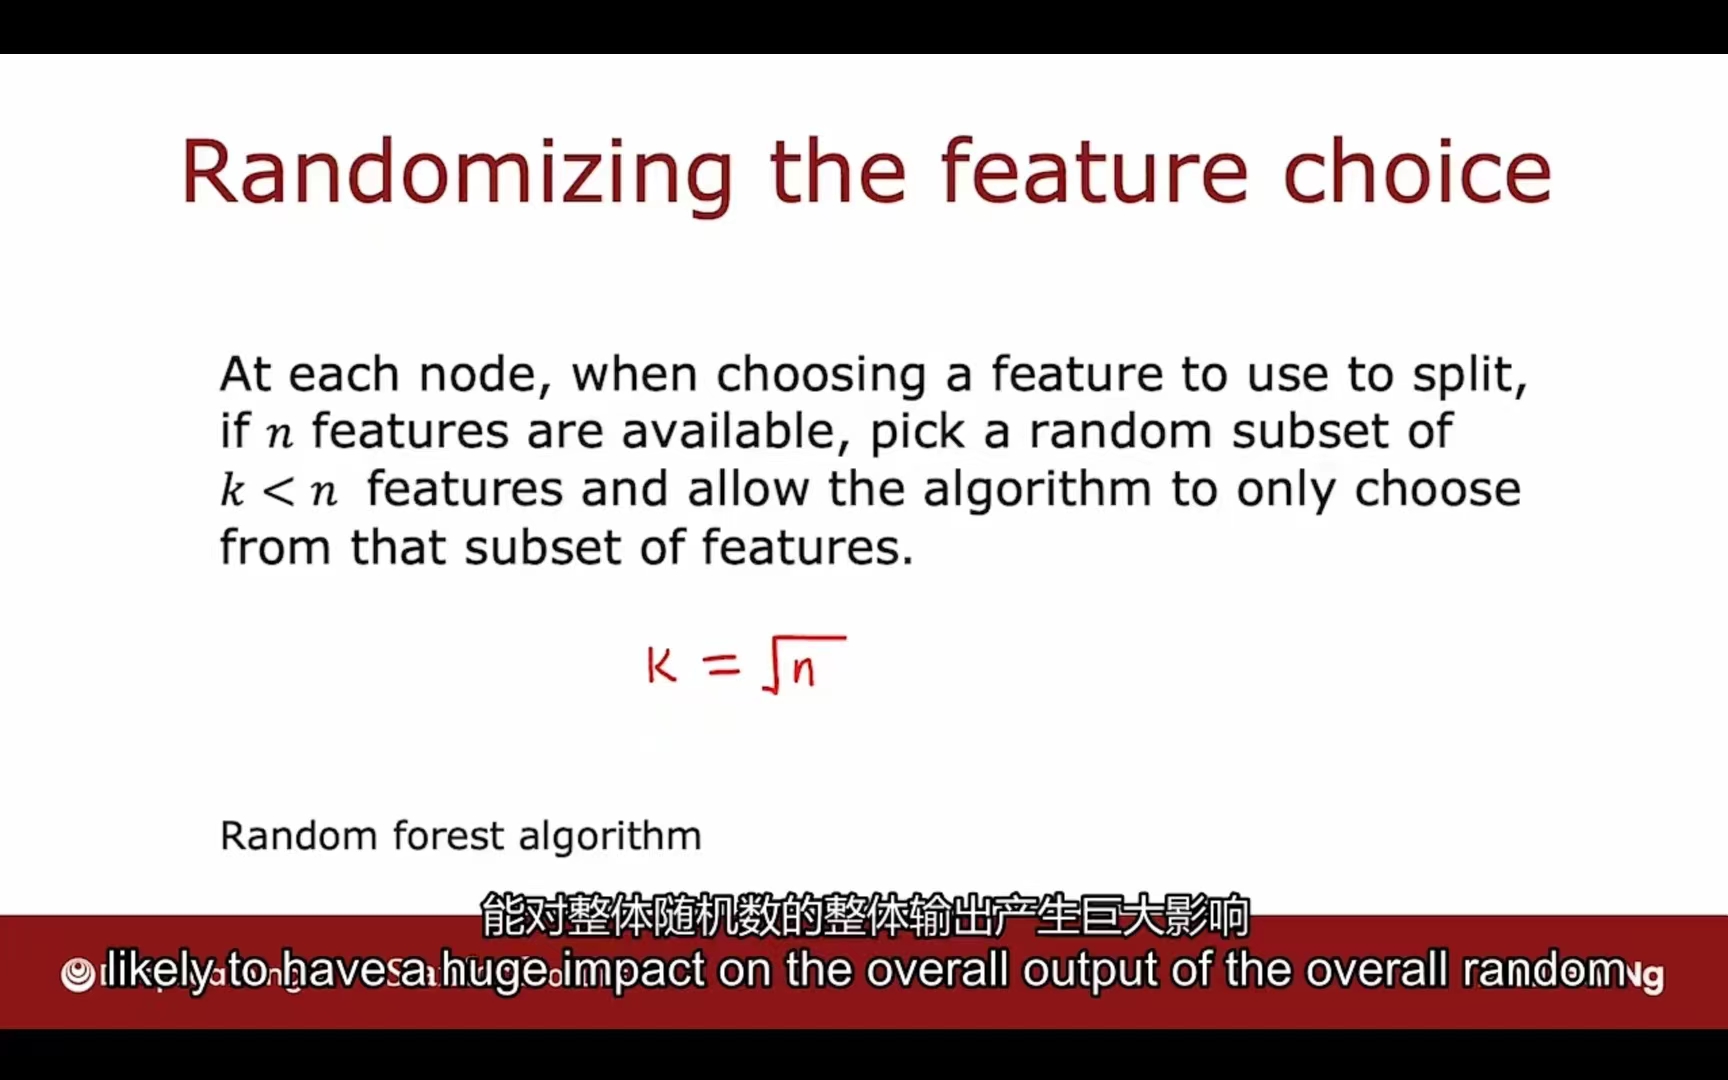 Randomizing the feature choice
At each node, when choosing a feature to use to split,
if n features are available, pick a random subset of
k < n features and allow the algorithm to only choose
from that subset of features.
K = √n
Random forest algorithm
能对整体随机数的整体输出产生巨大影响
likely to have a huge impact on the overall output of the overall random
Ng